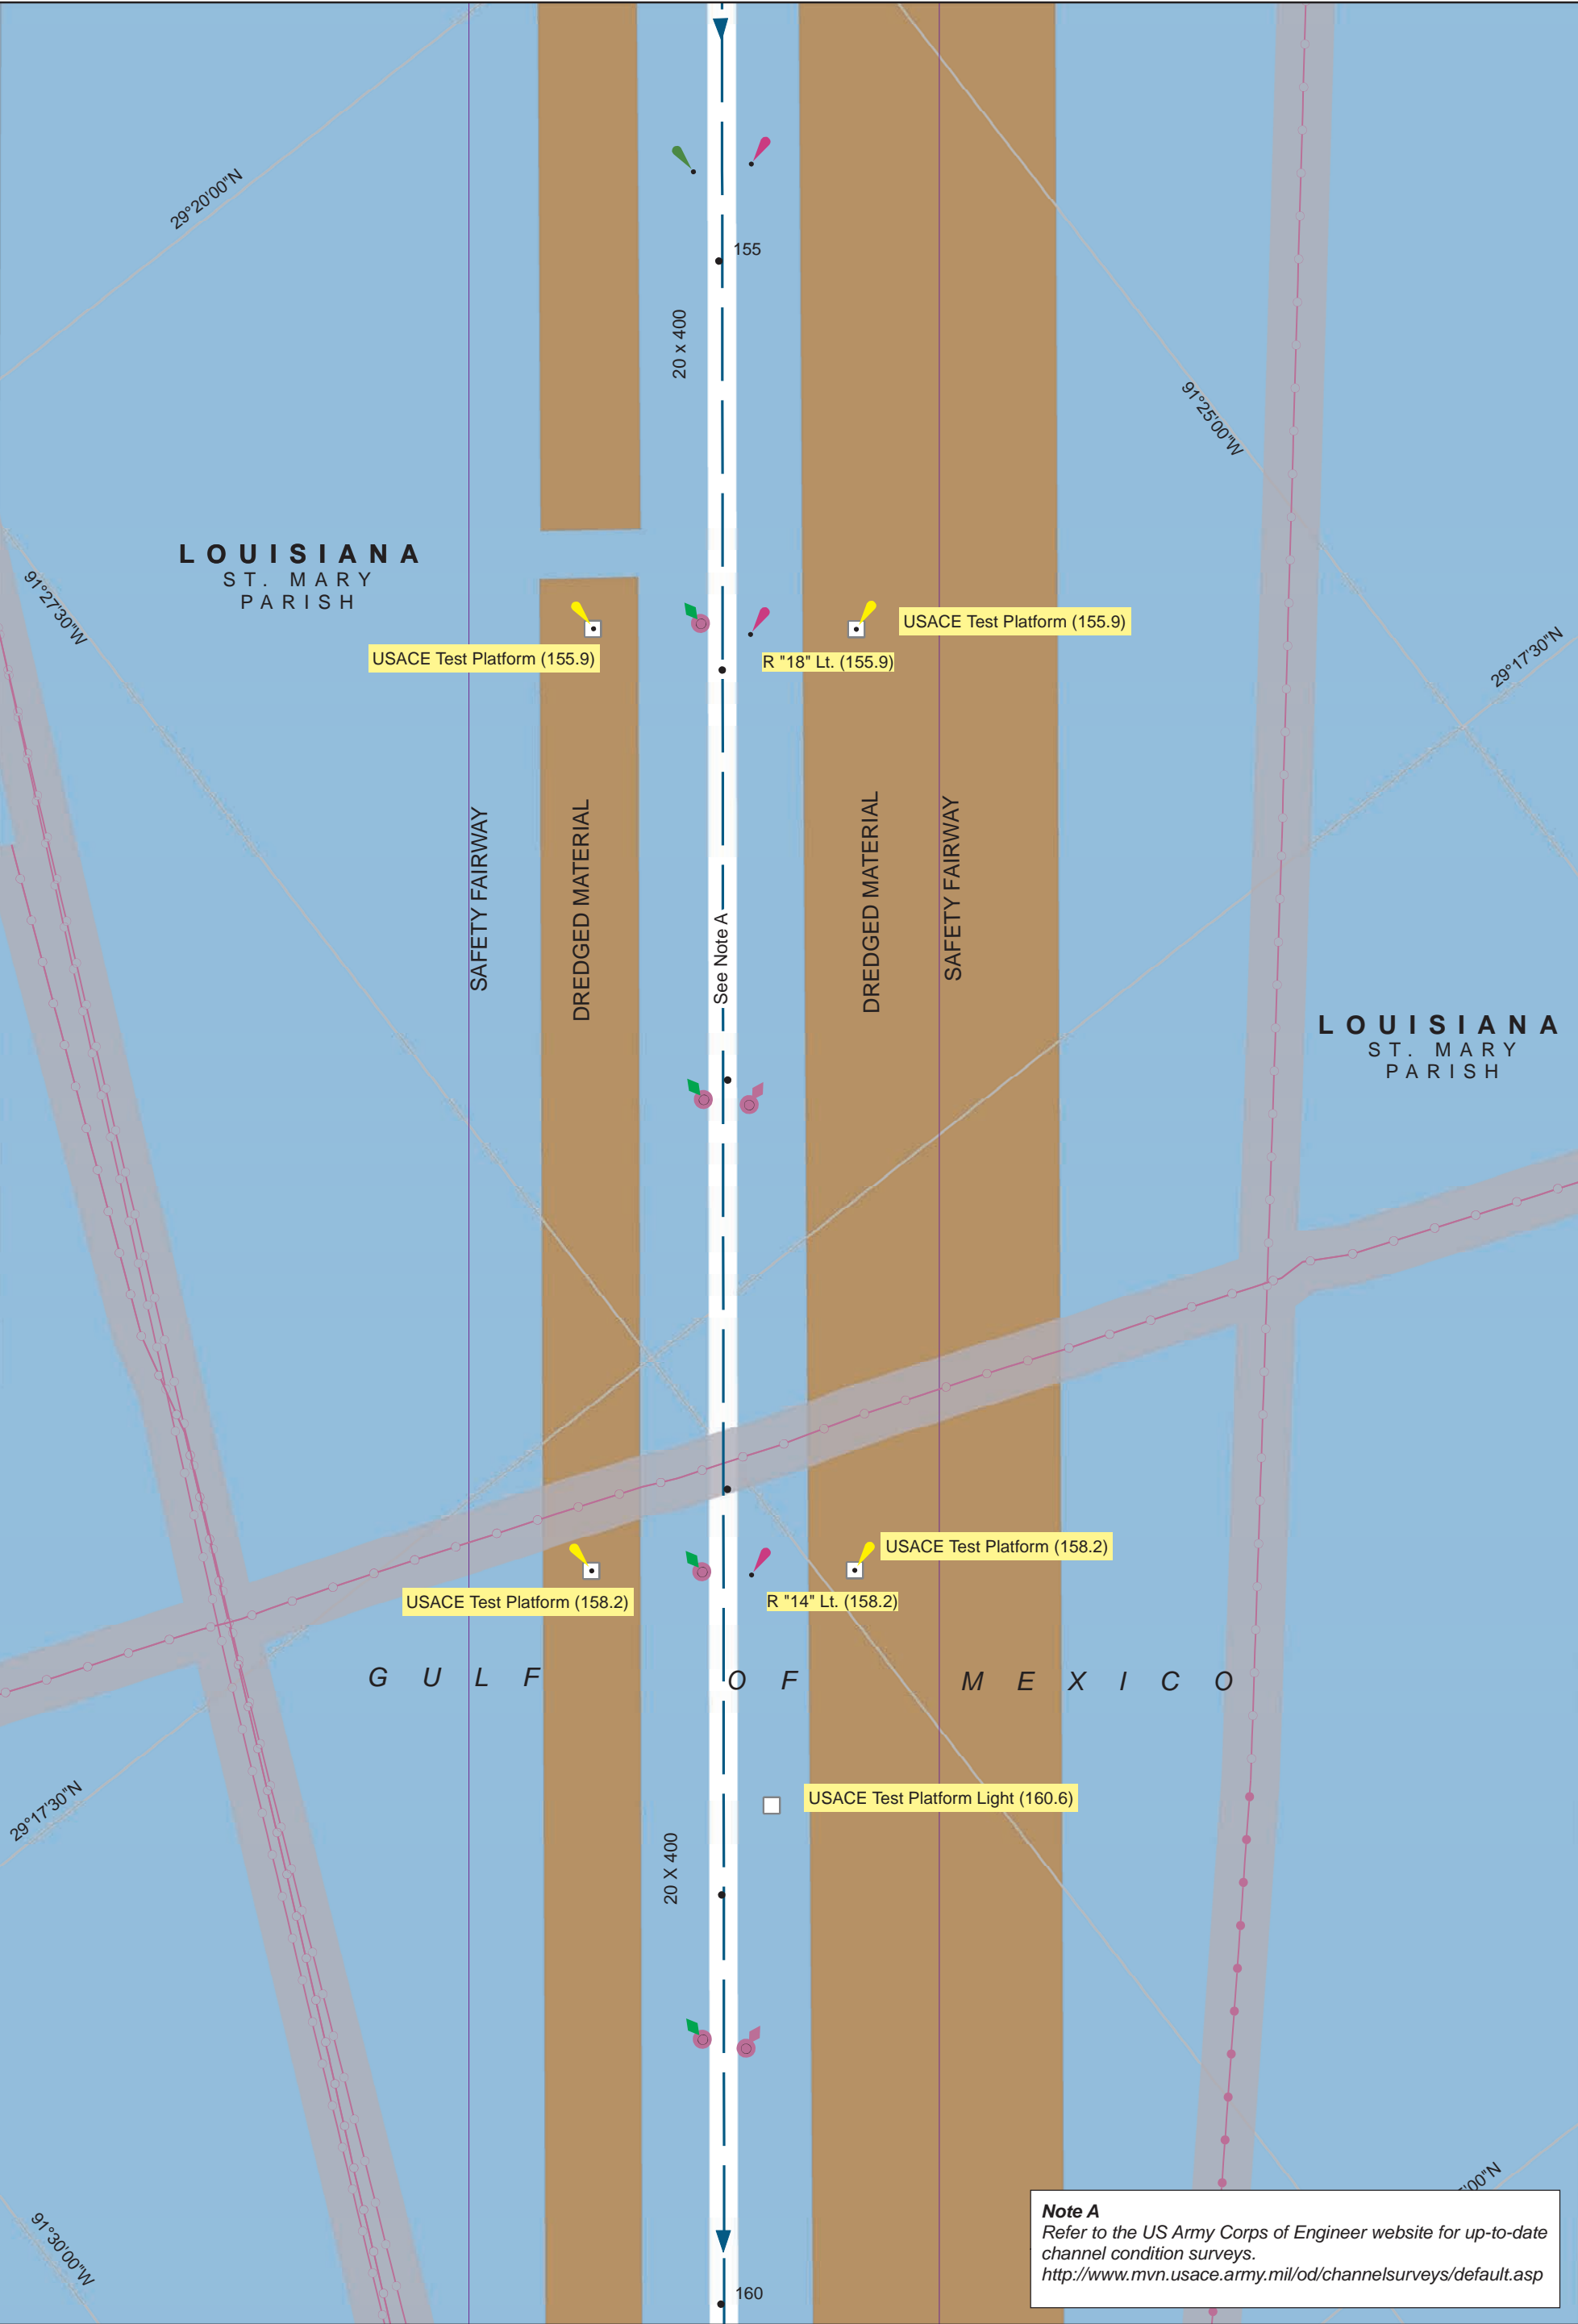 29°20'00"N
155
20 x 400
91°25'00"W
LOUISIANA
ST. MARY
PARISH
91°27'30"W
USACE Test Platform (155.9)
USACE Test Platform (155.9)
R "18" Lt. (155.9)
29°17'30"N
SAFETY FAIRWAY
DREDGED MATERIAL
See Note A
DREDGED MATERIAL
SAFETY FAIRWAY
LOUISIANA
ST. MARY
PARISH
USACE Test Platform (158.2)
USACE Test Platform (158.2)
R "14" Lt. (158.2)
GULF OF MEXICO
29°17'30"N
USACE Test Platform Light (160.6)
20 X 400
91°30'00"W
'00"N
Note A
Refer to the US Army Corps of Engineer website for up-to-date
channel condition surveys.
http://www.mvn.usace.army.mil/od/channelsurveys/default.asp
160